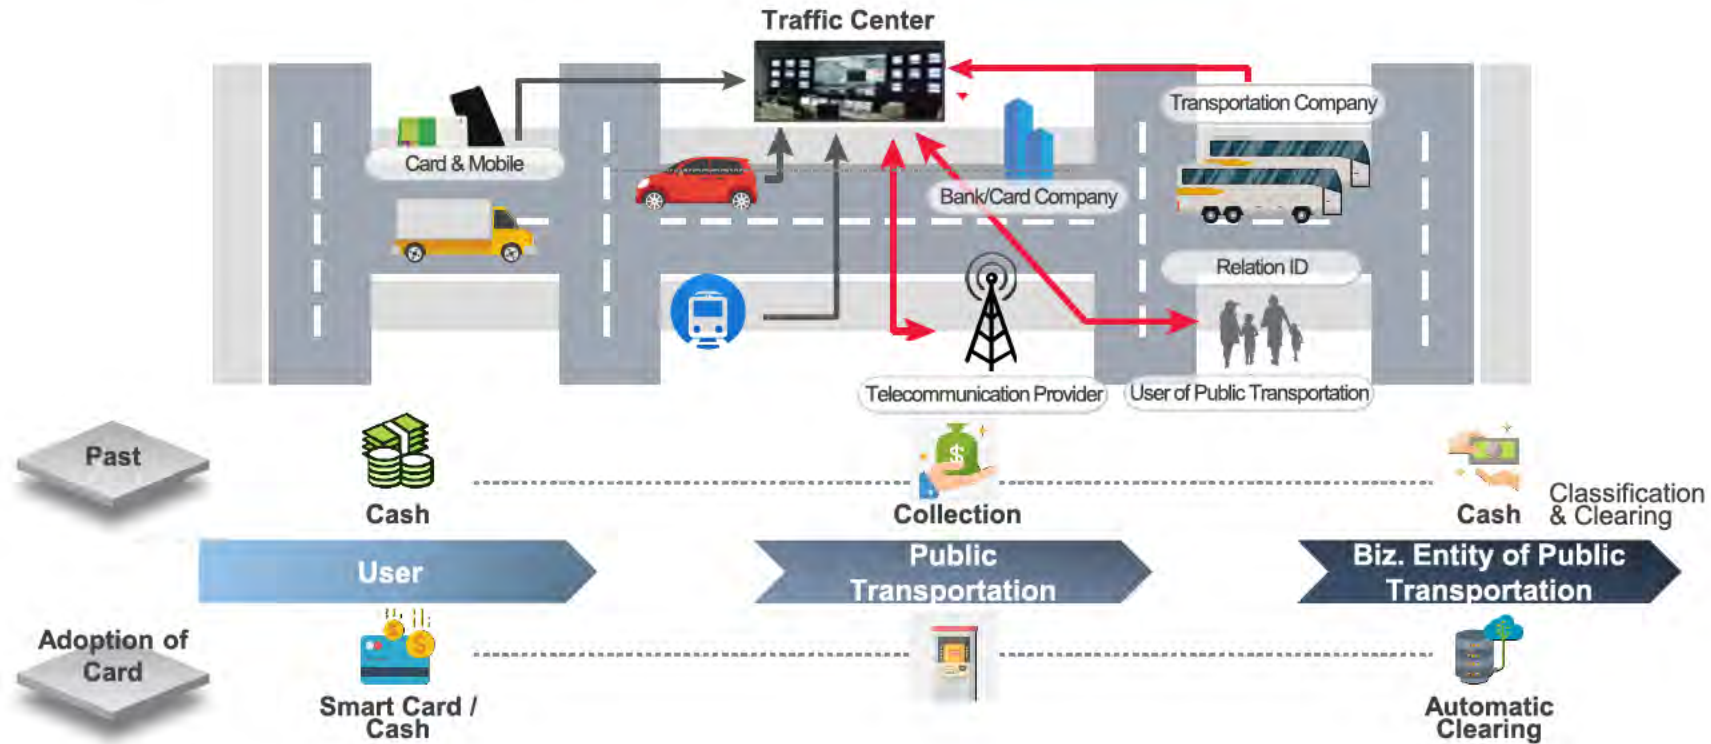 Traffic Center
Transportation Company
Card & Mobile
Bank/Card Company
Relation ID
Telecommunication Provider
User of Public Transportation
Past
Cash
Collection
Cash
Classification
& Clearing
User
Public
Transportation
Biz. Entity of Public
Transportation
Adoption of
Card
Smart Card /
Cash
Automatic
Clearing